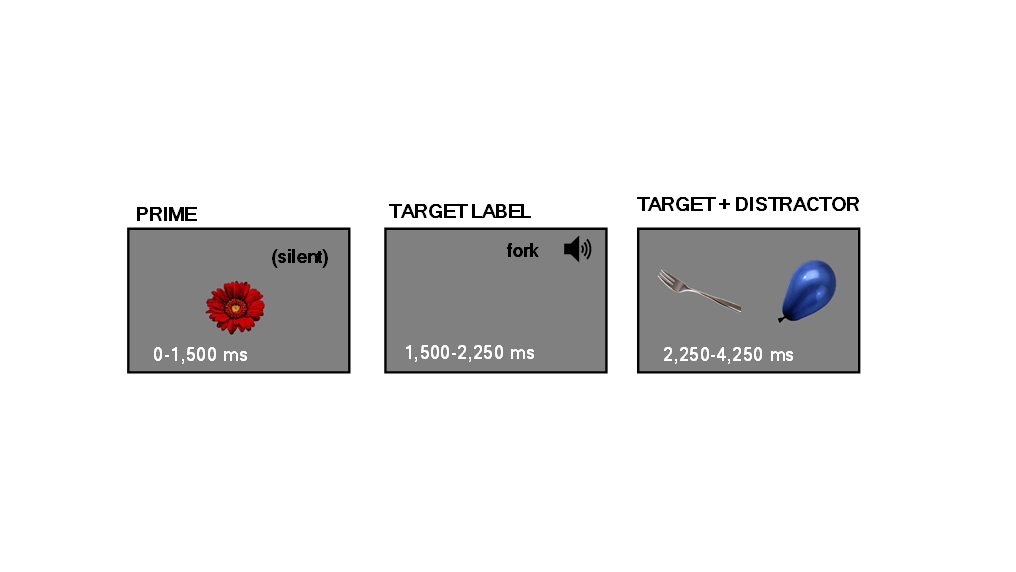 PRIME
(silent)
0-1,500 ms
TARGET LABEL
fork
1,500-2,250 ms
TARGET + DISTRACTOR
2,250-4,250 ms